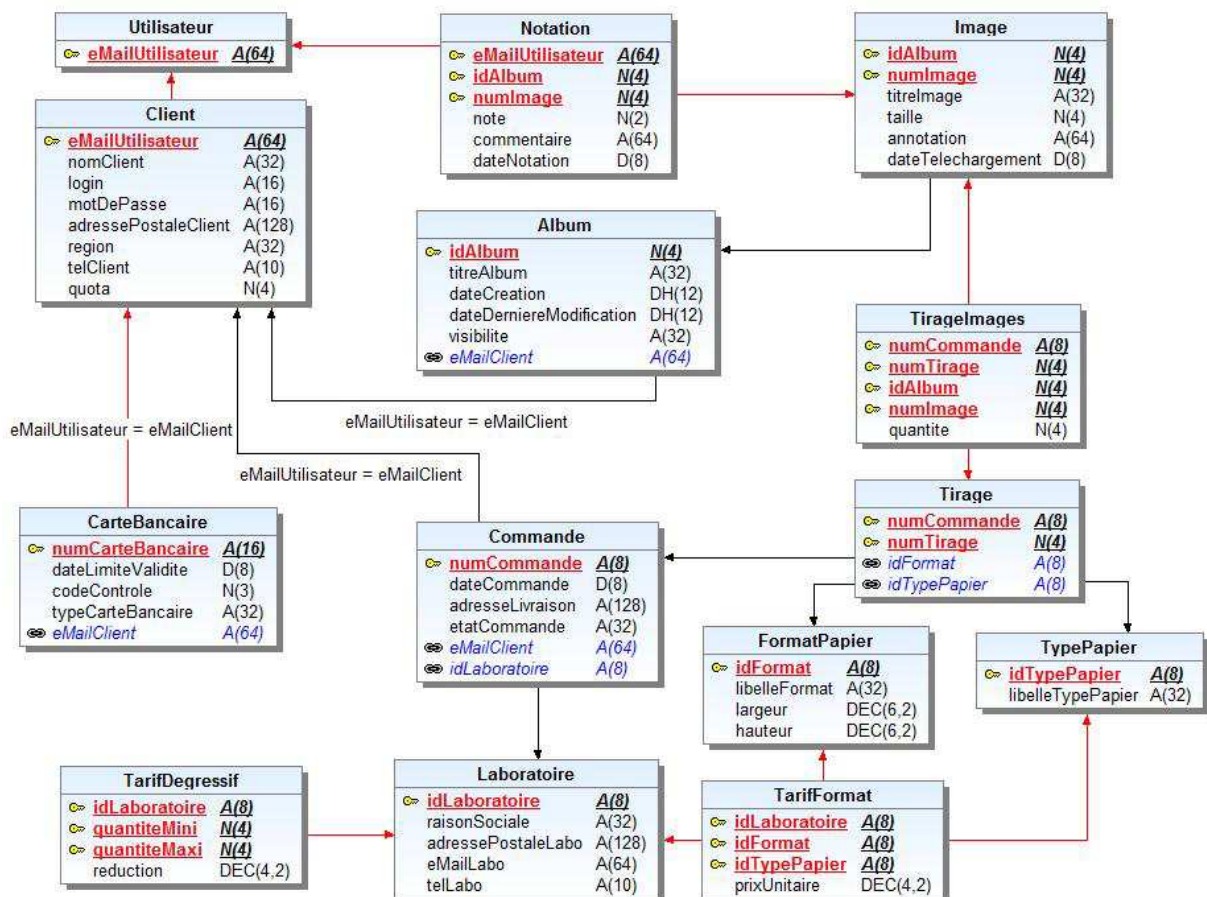 Utilisateur
eMailUtilisateur A(64)
Notation
eMailUtilisateur A(64)
idAlbum N(4)
numImage N(4)
note N(2)
commentaire A(64)
dateNotation D(8)
Image
idAlbum N(4)
numImage N(4)
titreImage A(32)
taille N(4)
annotation A(64)
dateTelechargement D(8)
Client
eMailUtilisateur A(64)
nomClient A(32)
login A(16)
motDePasse A(16)
adressePostaleClient A(128)
region A(32)
telClient A(10)
quota N(4)
Album
idAlbum N(4)
titreAlbum A(32)
dateCreation DH(12)
dateDerniereModification DH(12)
visibilite A(32)
eMailClient A(64)
TirageImages
numCommande A(8)
numTirage N(4)
idAlbum N(4)
numImage N(4)
quantite N(4)
eMailUtilisateur = eMailClient
eMailUtilisateur = eMailClient
eMailUtilisateur = eMailClient
CarteBancaire
numCarteBancaire A(16)
dateLimiteValidite D(8)
codeControle N(3)
typeCarteBancaire A(32)
eMailClient A(64)
Commande
numCommande A(8)
dateCommande D(8)
adresseLivraison A(128)
etatCommande A(32)
eMailClient A(64)
idLaboratoire A(8)
Tirage
numCommande A(8)
numTirage N(4)
idFormat A(8)
idTypePapier A(8)
FormatPapier
idFormat A(8)
libelleFormat A(32)
largeur DEC(6,2)
hauteur DEC(6,2)
TypePapier
idTypePapier A(8)
libelleTypePapier A(32)
TarifDegressif
idLaboratoire A(8)
quantiteMini N(4)
quantiteMaxi N(4)
reduction DEC(4,2)
Laboratoire
idLaboratoire A(8)
raisonSociale A(32)
adressePostaleLabo A(128)
eMailLabo A(64)
telLabo A(10)
TarifFormat
idLaboratoire A(8)
idFormat A(8)
idTypePapier A(8)
prixUnitaire DEC(4,2)